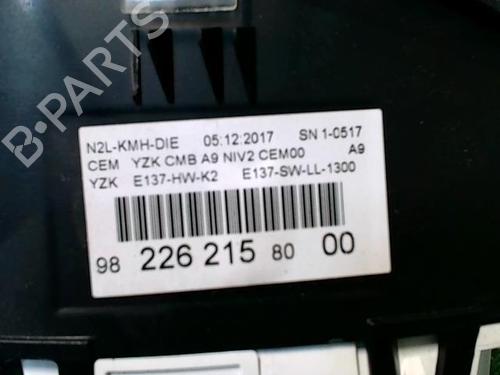 N2L-KMH-DIE 05:12:2017 SN 1-0517
CEM YZK CMB A9 NIV2 CEM00 A9
YZK E137-HW-K2 E137-SW-LL-1300
98 226 215 80 00
B-PARTS